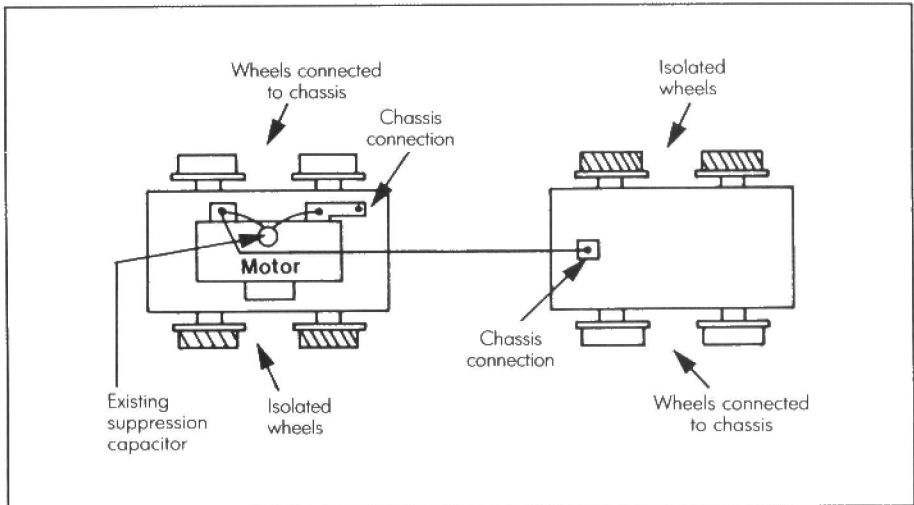 Wheels connected
to chassis
Chassis
connection
Isolated
wheels
Motor
Existing
suppression
capacitor
Isolated
wheels
Chassis
connection
Wheels connected
to chassis